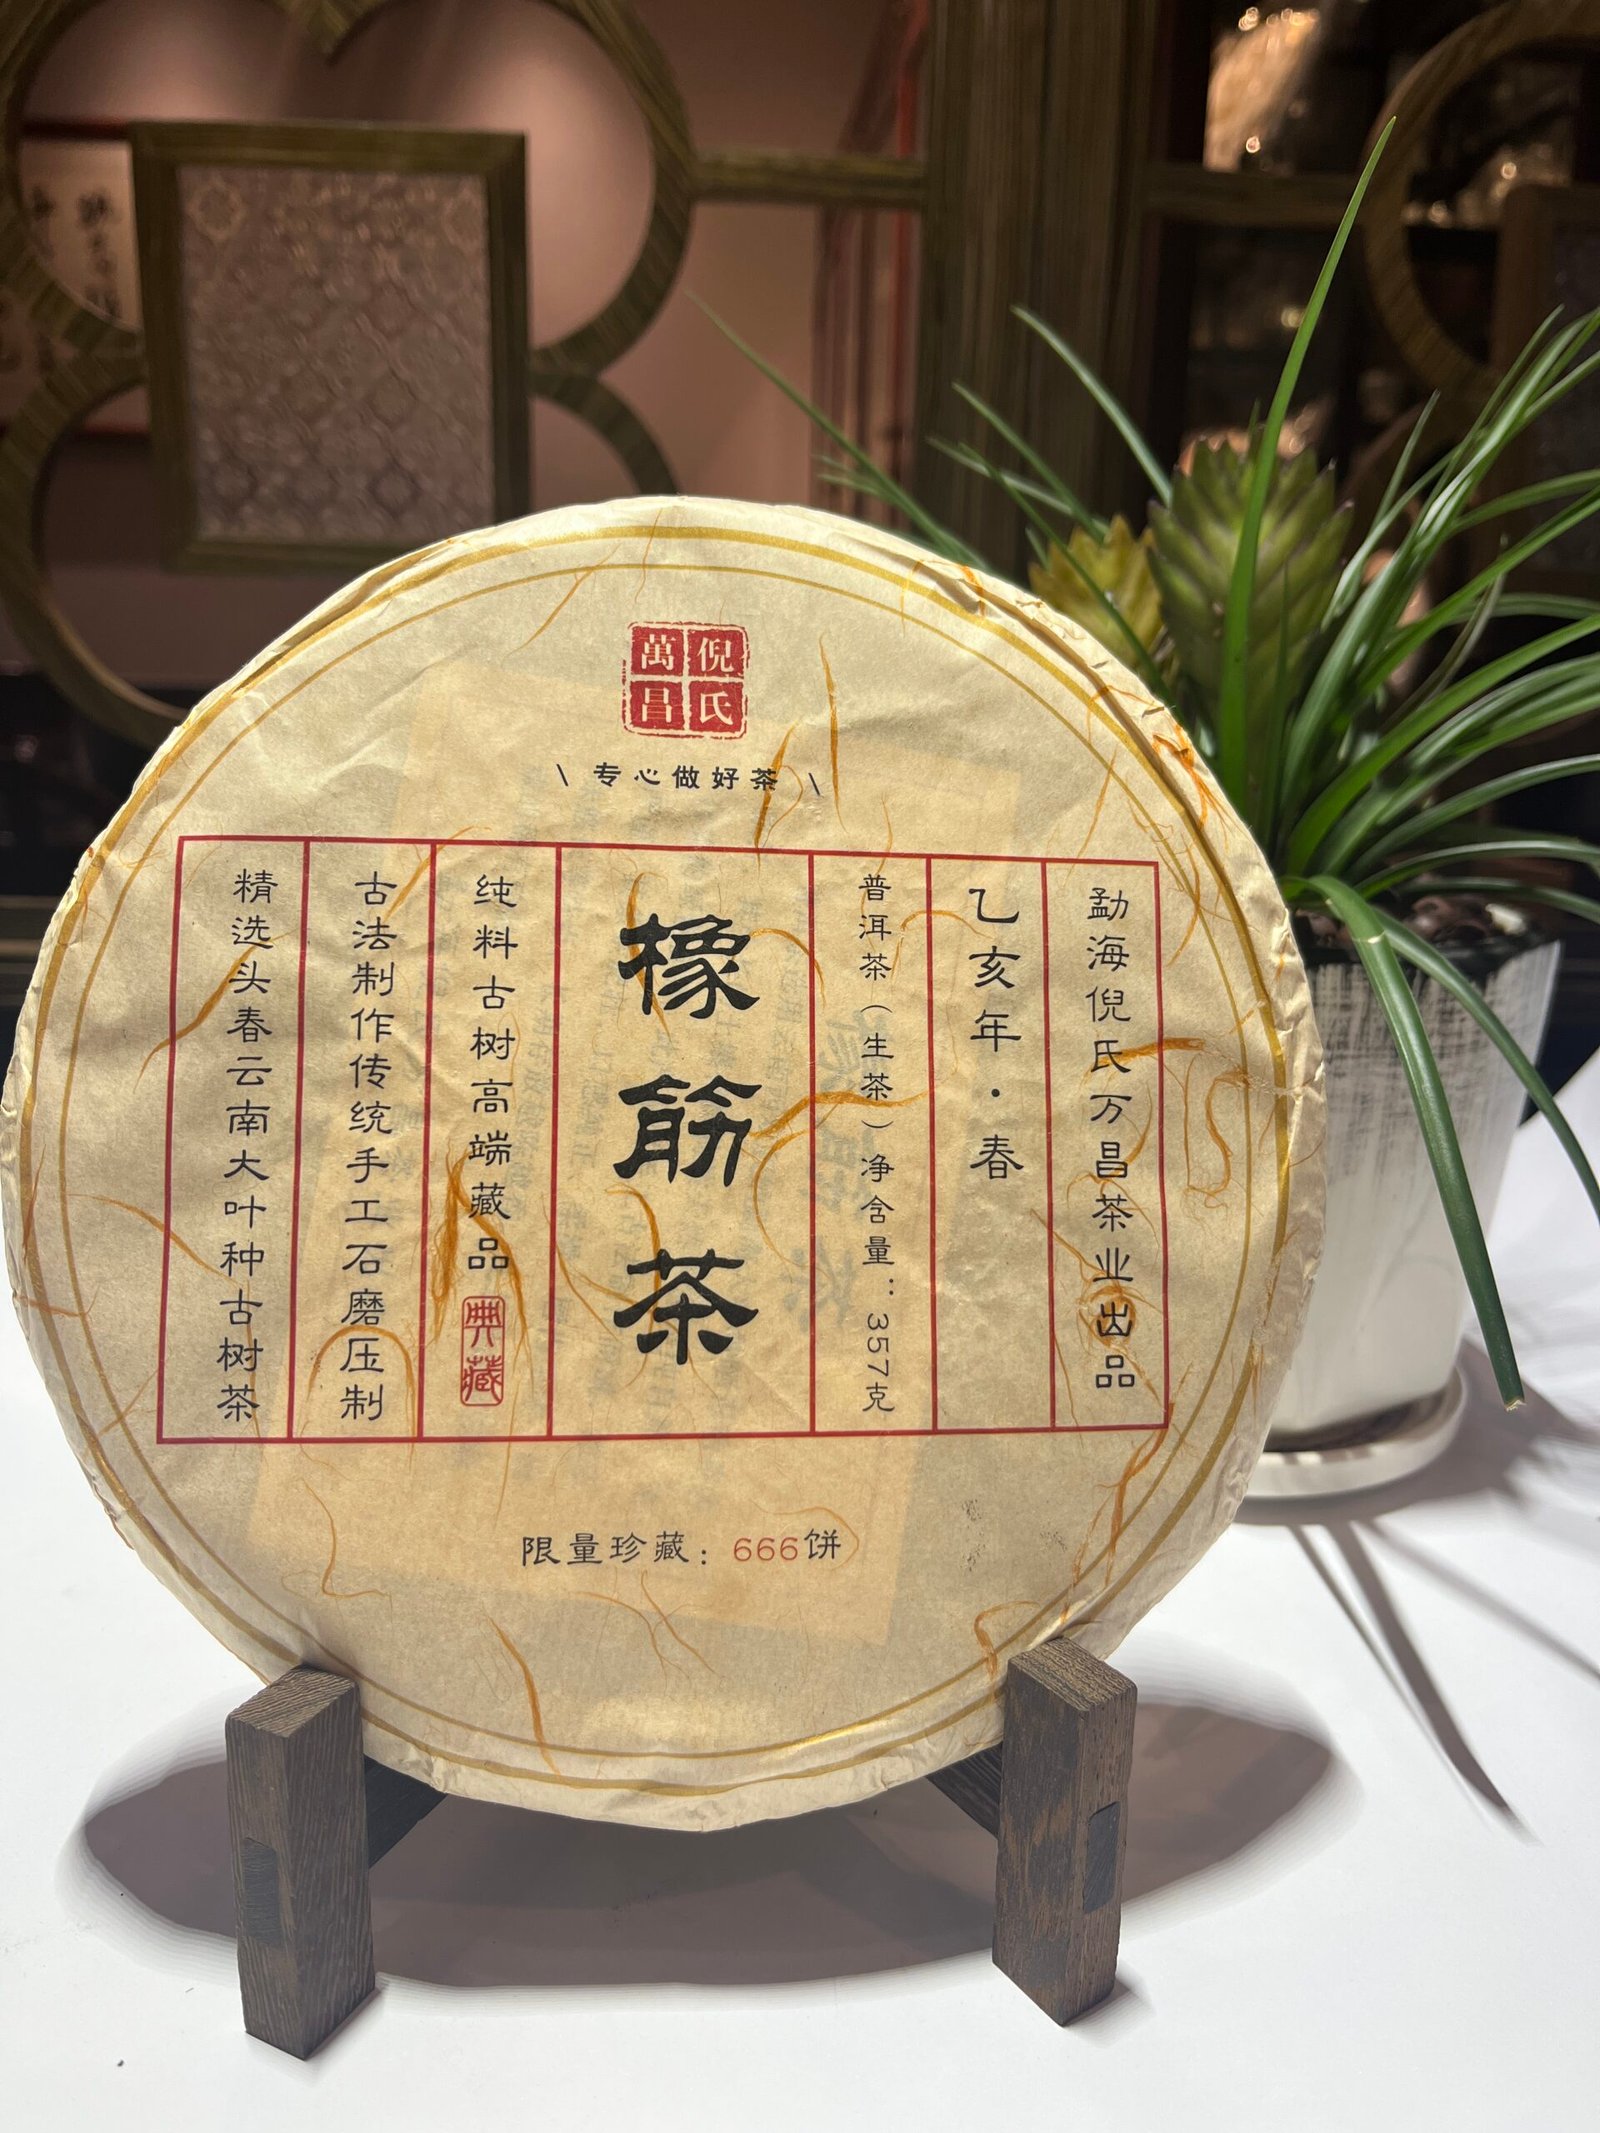 倪氏
萬昌
\ 专心做好茶 \
勐海倪氏万昌茶业出品
乙亥年·春
普洱茶（生茶）净含量：357克
橡筋茶
纯料古树高端藏品
典藏
古法制作传统手工石磨压制
精选头春云南大叶种古树茶
限量珍藏：666饼